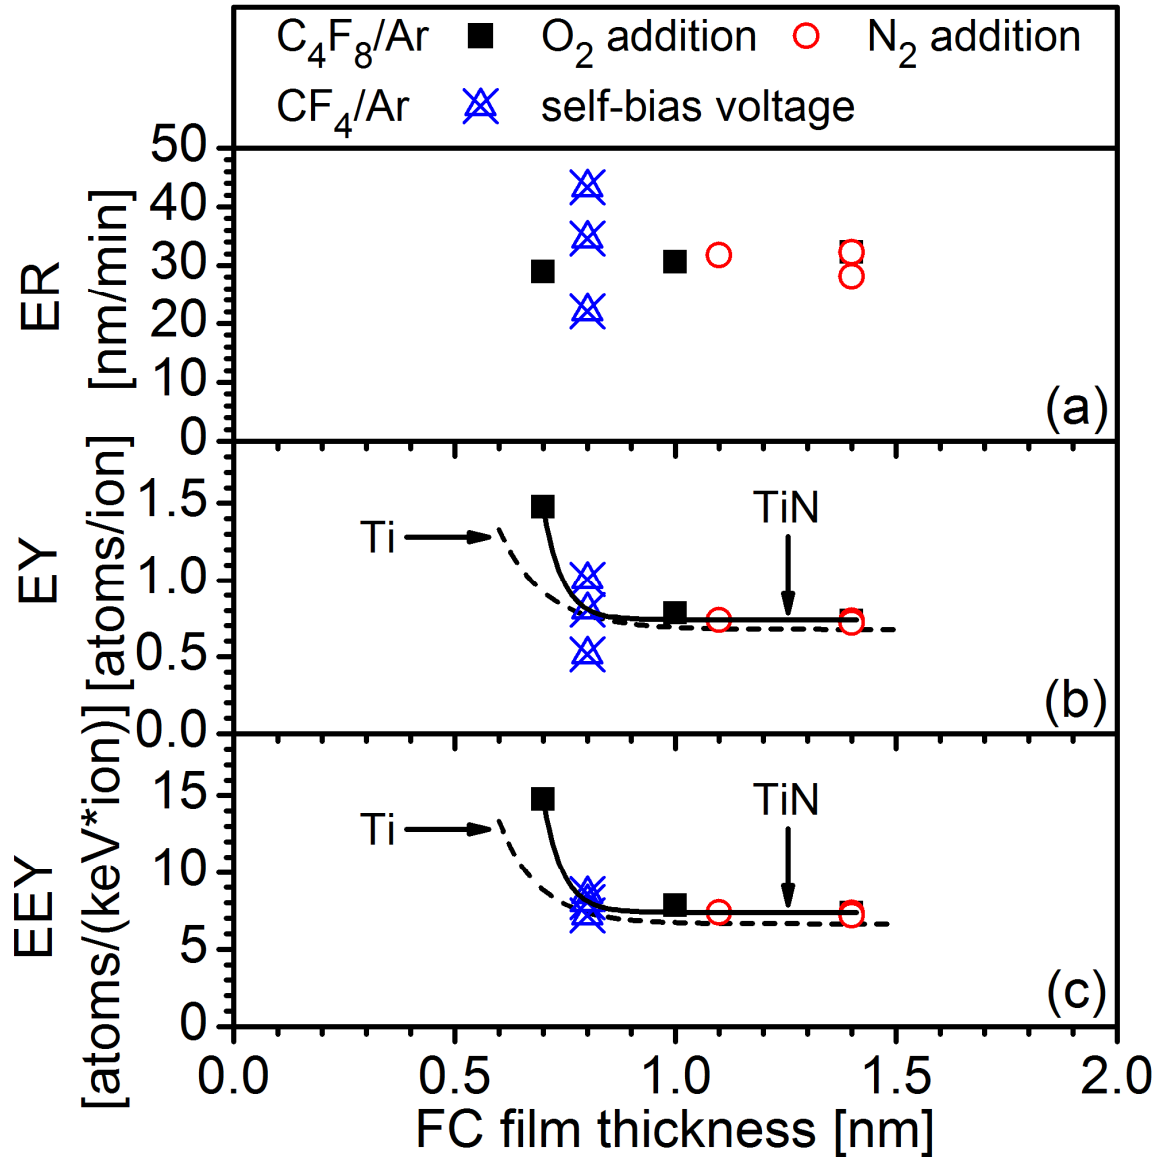 C4F8/Ar O2 addition N2 addition
CF4/Ar self-bias voltage
50
40
30
20
10
0
ER
[nm/min]
(a)
1.5
1.0
0.5
0.0
EY
[atoms/ion]
Ti
TiN
(b)
15
10
5
0
EEY
[atoms/(keV*ion)]
Ti
TiN
(c)
0.0 0.5 1.0 1.5 2.0
FC film thickness [nm]